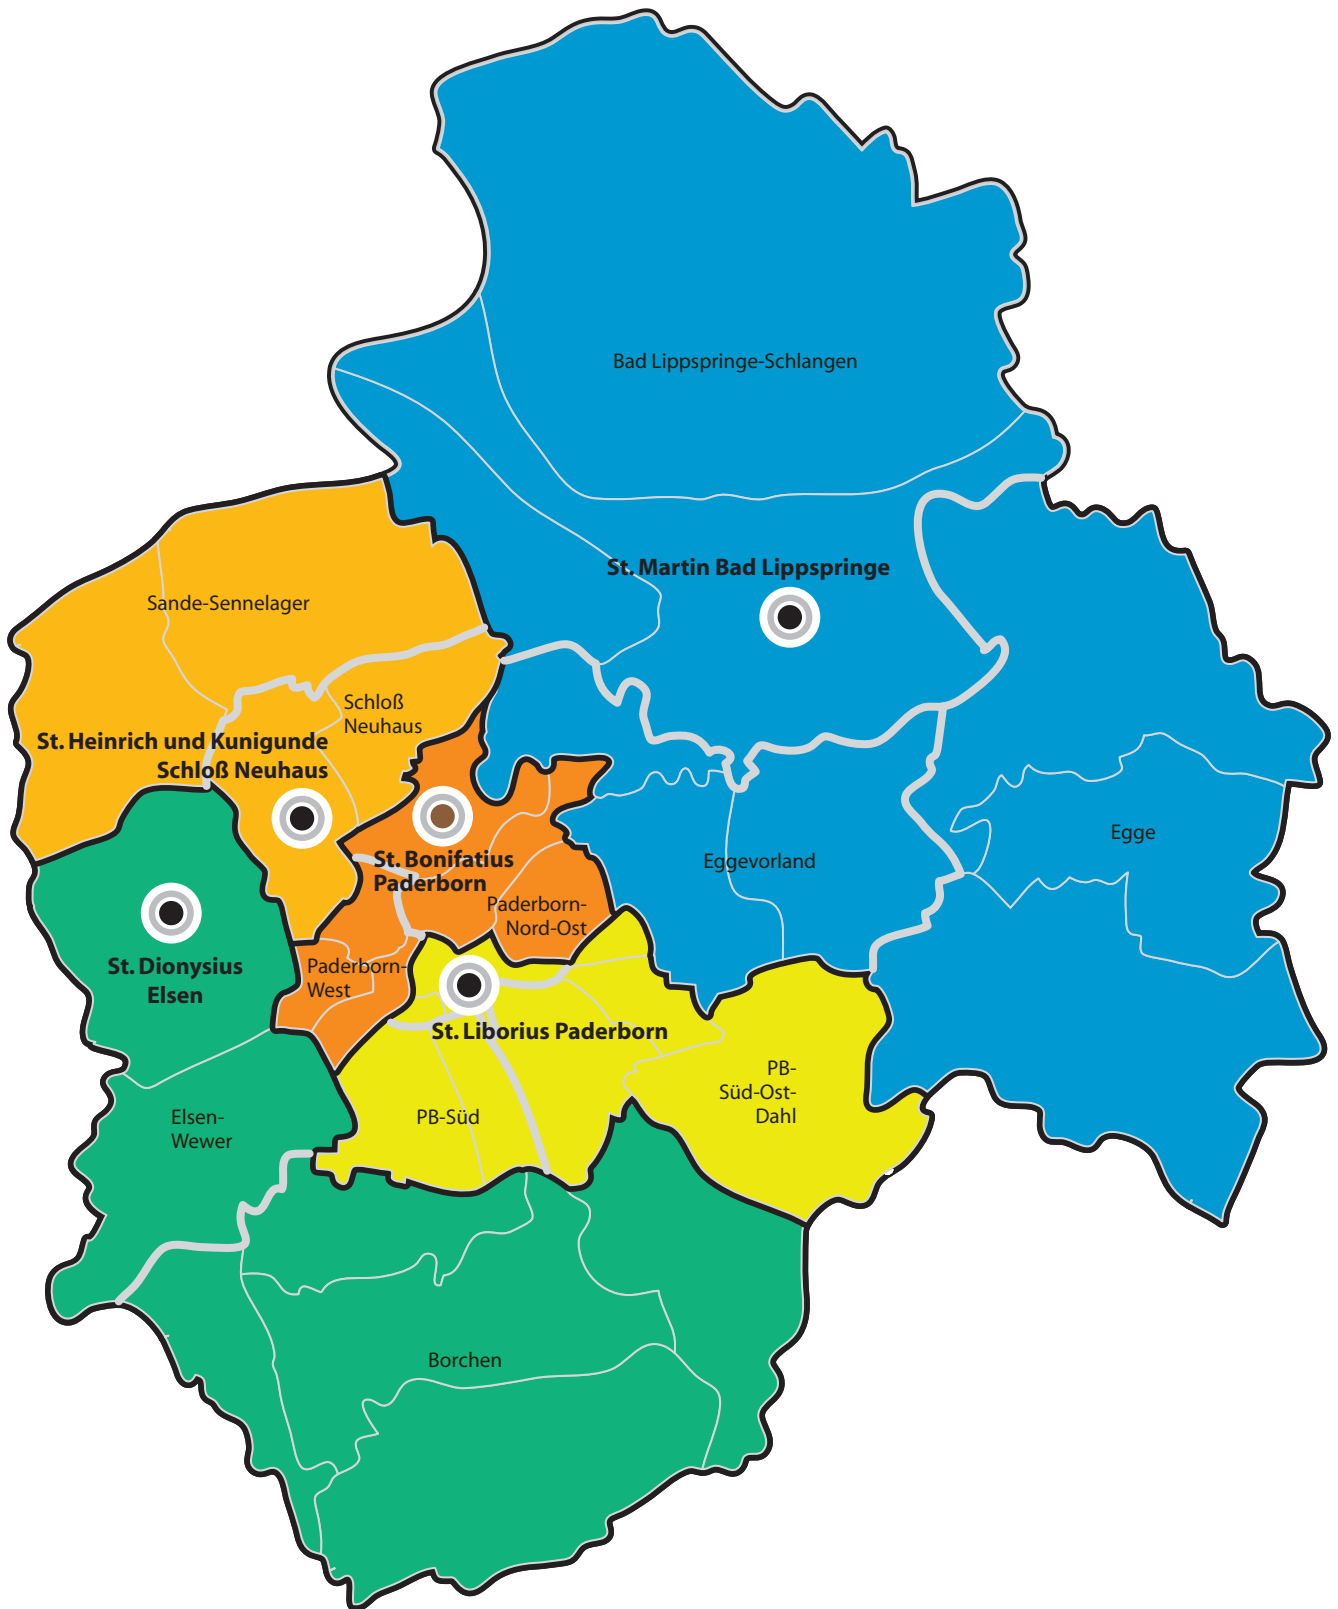 Bad Lippspringe-Schlangen
St. Martin Bad Lippspringe
Sande-Sennelager
Schloß
Neuhaus
St. Heinrich und Kunigunde
Schloß Neuhaus
Egge
Eggevorland
St. Bonifatius
Paderborn
Paderborn-
Nord-Ost
St. Dionysius
Elsen
Paderborn-
West
St. Liborius Paderborn
PB-
Süd-Ost-
Dahl
Elsen-
Wewer
PB-Süd
Borchen